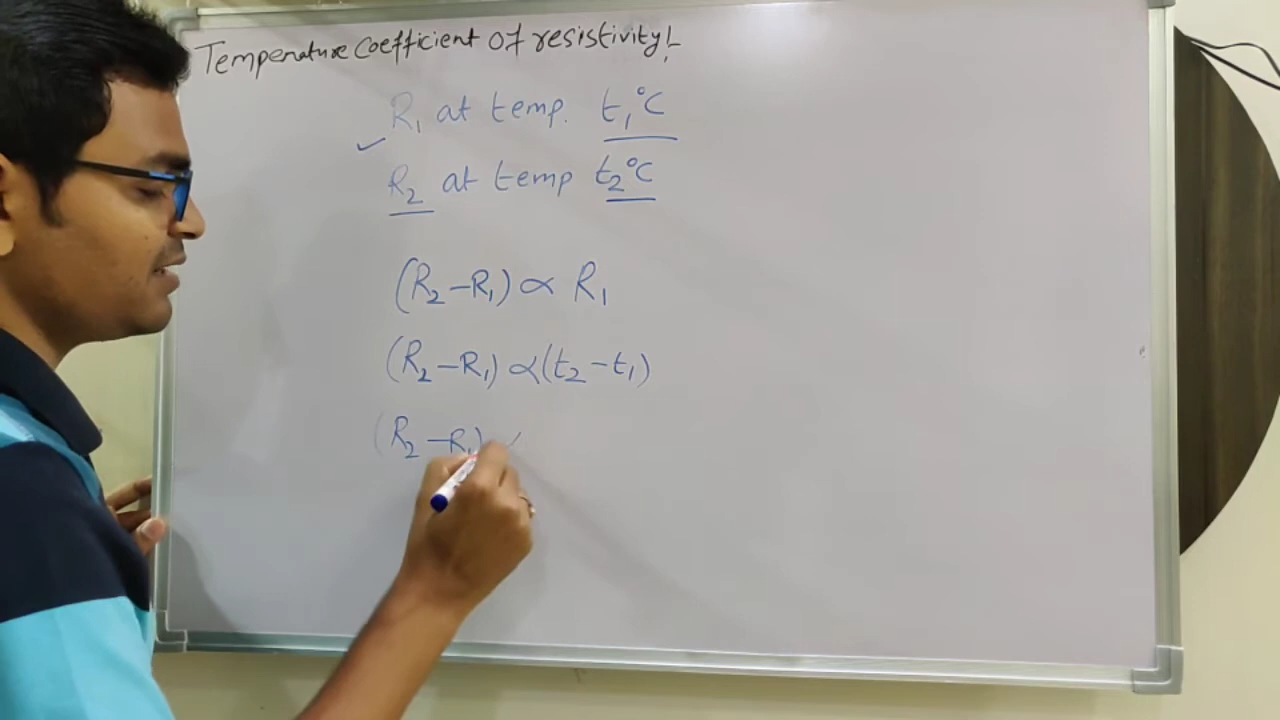 Temperature Coefficient Of resistivity!-
R₁ at temp. t₁°C
R₂ at temp t₂°C
(R₂-R₁) ∝ R₁
(R₂-R₁) ∝ (t₂-t₁)
(R₂-R₁)